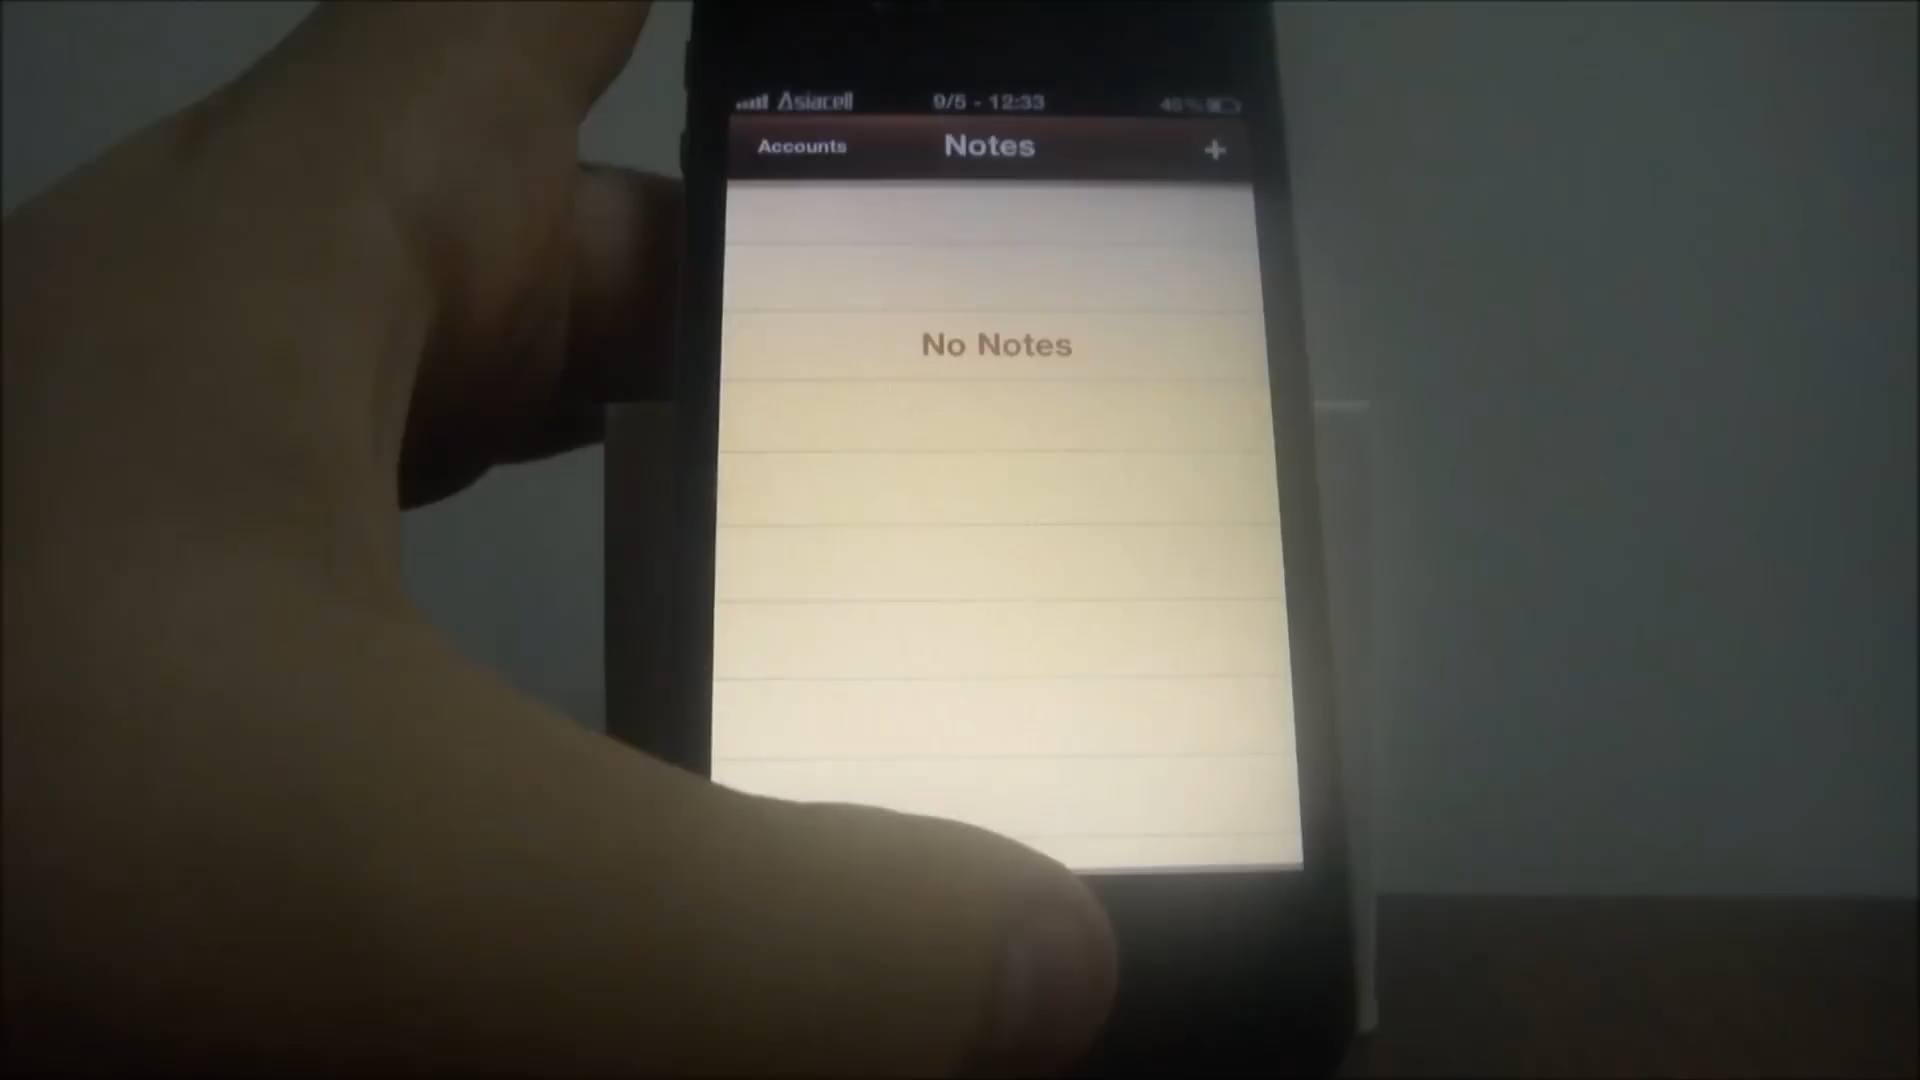 Asiacell 9/5 - 12:33
Accounts Notes +
No Notes